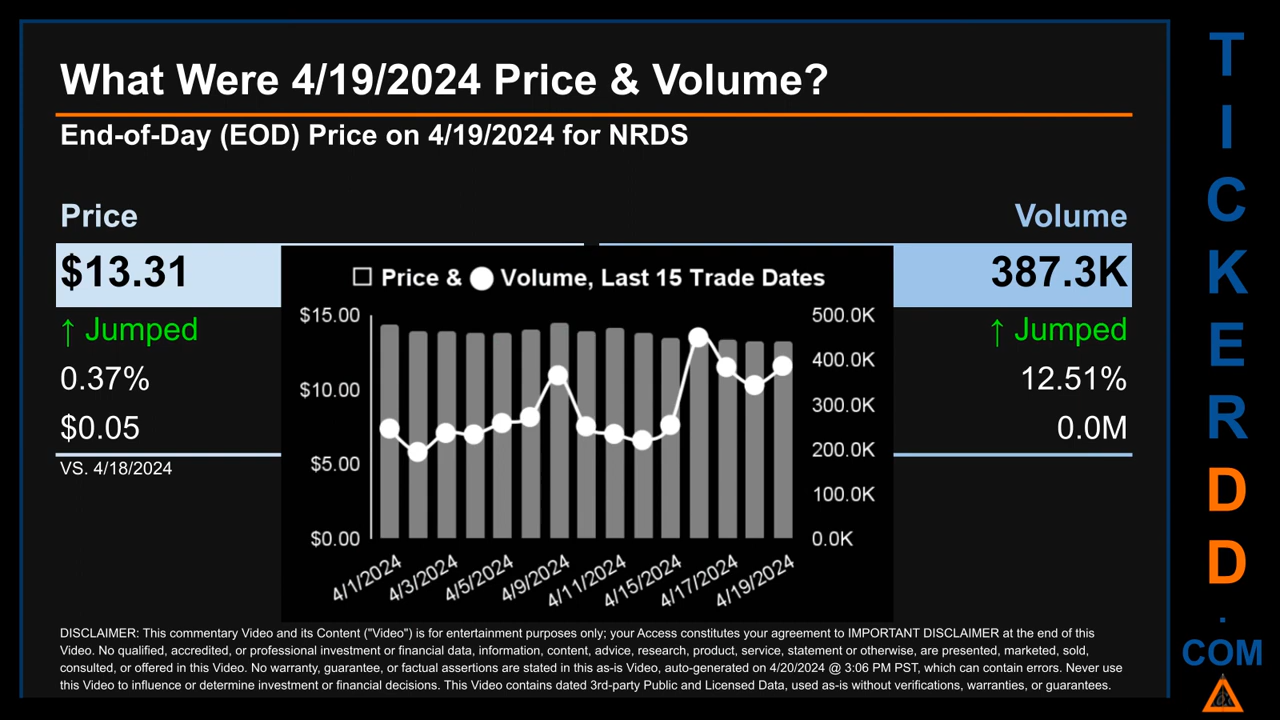 What Were 4/19/2024 Price & Volume?
End-of-Day (EOD) Price on 4/19/2024 for NRDS
Price
Volume
$13.31
387.3K
↑ Jumped
↑ Jumped
0.37%
12.51%
$0.05
0.0M
VS. 4/18/2024
Price & Volume, Last 15 Trade Dates
$15.00
$10.00
$5.00
$0.00
500.0K
400.0K
300.0K
200.0K
100.0K
0.0K
4/1/2024
4/3/2024
4/5/2024
4/9/2024
4/11/2024
4/15/2024
4/17/2024
4/19/2024
DISCLAIMER: This commentary Video and its Content ("Video") is for entertainment purposes only; your Access constitutes your agreement to IMPORTANT DISCLAIMER at the end of this
Video. No qualified, accredited, or professional investment or financial data, information, content, advice, research, product, service, statement or otherwise, are presented, marketed, sold,
consulted, or offered in this Video. No warranty, guarantee, or factual assertions are stated in this as-is Video, auto-generated on 4/20/2024 @ 3:06 PM PST, which can contain errors. Never use
this Video to influence or determine investment or financial decisions. This Video contains dated 3rd-party Public and Licensed Data, used as-is without verifications, warranties, or guarantees.
TICKERDD
.
COM